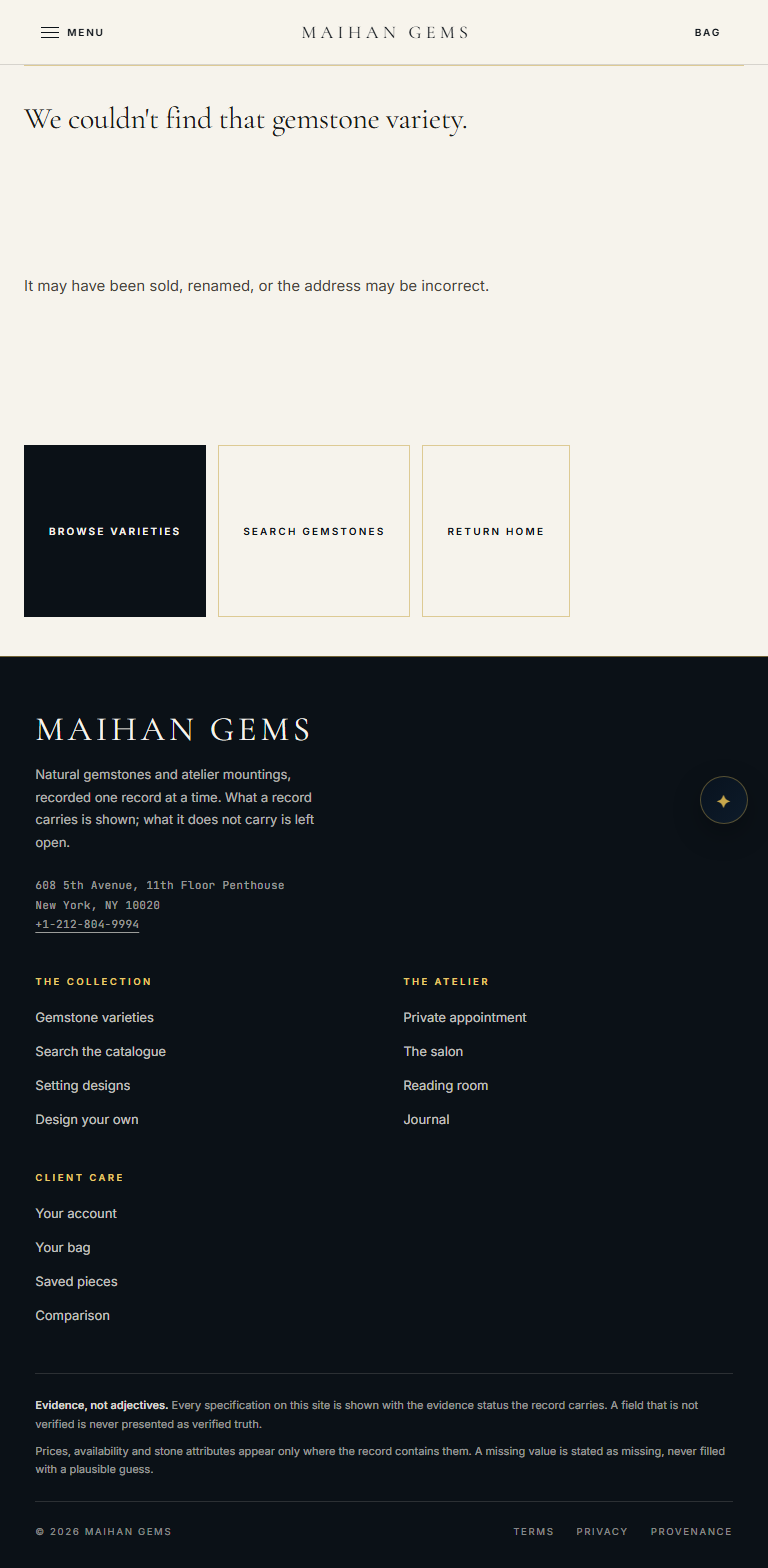 MENU
MAIHAN GEMS
BAG
We couldn't find that gemstone variety.
It may have been sold, renamed, or the address may be incorrect.
BROWSE VARIETIES
SEARCH GEMSTONES
RETURN HOME
MAIHAN GEMS
Natural gemstones and atelier mountings,
recorded one record at a time. What a record
carries is shown; what it does not carry is left
open.
608 5th Avenue, 11th Floor Penthouse
New York, NY 10020
+1-212-804-9994
THE COLLECTION
Gemstone varieties
Search the catalogue
Setting designs
Design your own
THE ATELIER
Private appointment
The salon
Reading room
Journal
CLIENT CARE
Your account
Your bag
Saved pieces
Comparison
Evidence, not adjectives. Every specification on this site is shown with the evidence status the record carries. A field that is not
verified is never presented as verified truth.
Prices, availability and stone attributes appear only where the record contains them. A missing value is stated as missing, never filled
with a plausible guess.
© 2026 MAIHAN GEMS
TERMS
PRIVACY
PROVENANCE